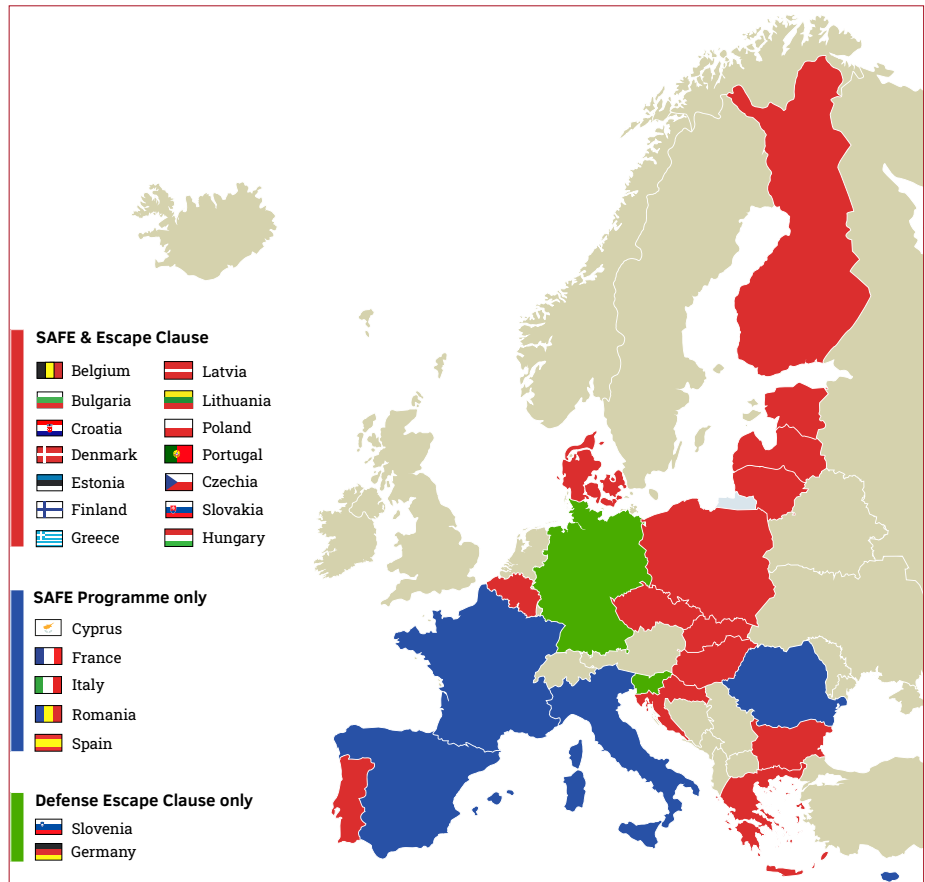 SAFE & Escape Clause
Belgium
Bulgaria
Croatia
Denmark
Estonia
Finland
Greece
Latvia
Lithuania
Poland
Portugal
Czechia
Slovakia
Hungary
SAFE Programme only
Cyprus
France
Italy
Romania
Spain
Defense Escape Clause only
Slovenia
Germany